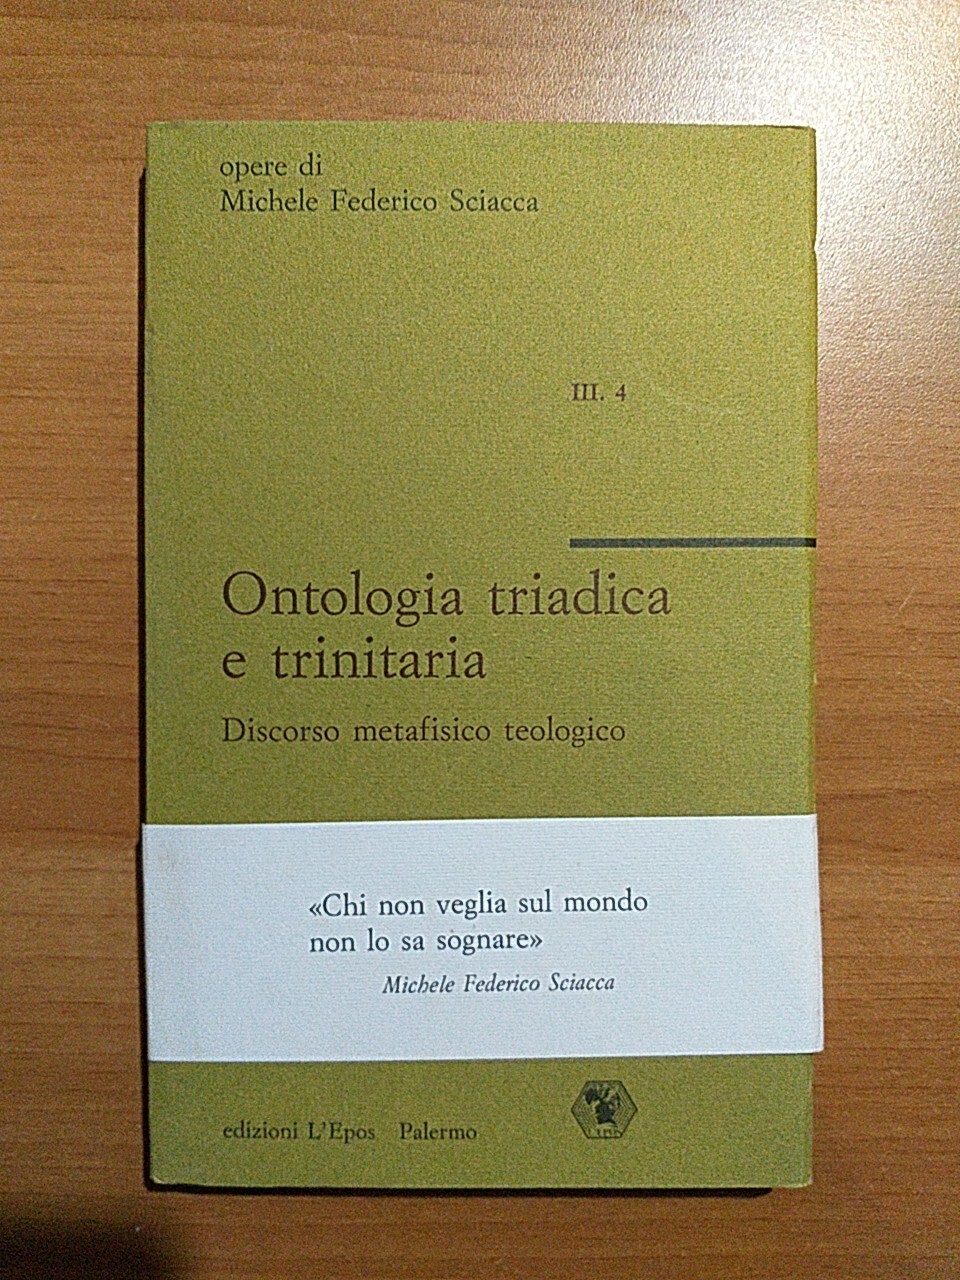 opere di
Michele Federico Sciacca
III. 4
Ontologia triadica
e trinitaria
Discorso metafisico teologico
«Chi non veglia sul mondo
non lo sa sognare»
Michele Federico Sciacca
edizioni L'Epos Palermo